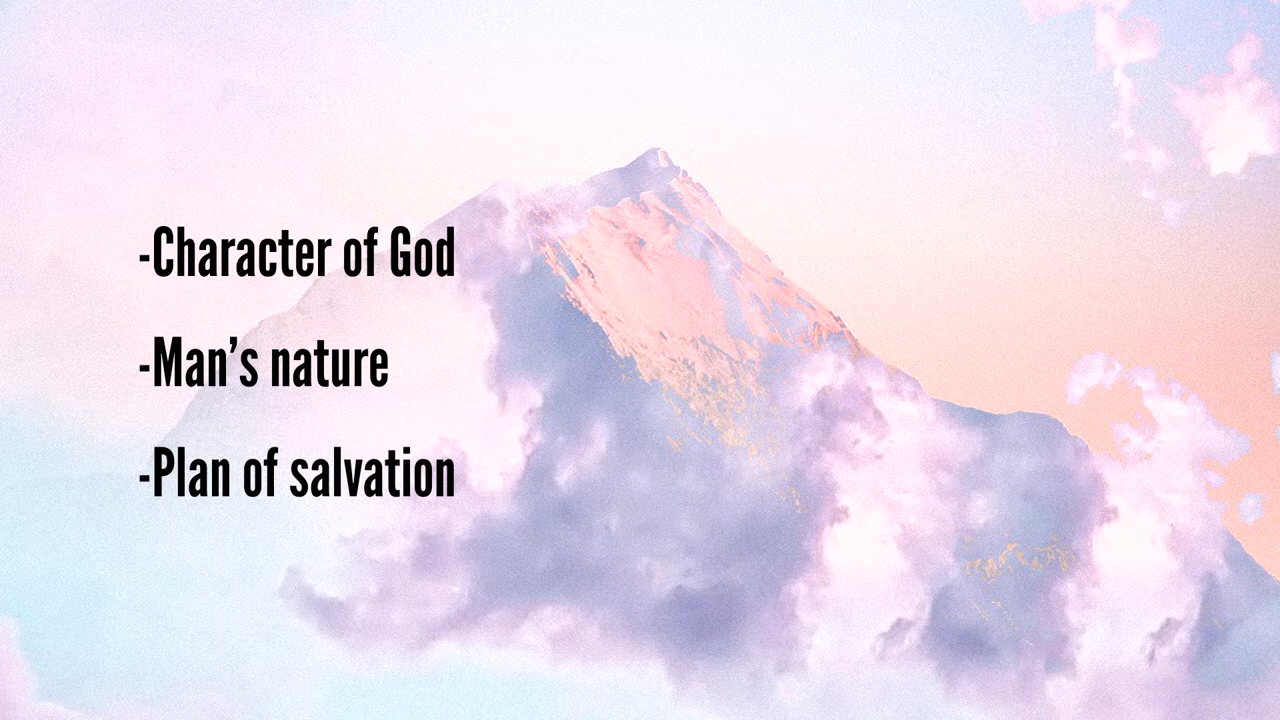 -Character of God
-Man’s nature
-Plan of salvation